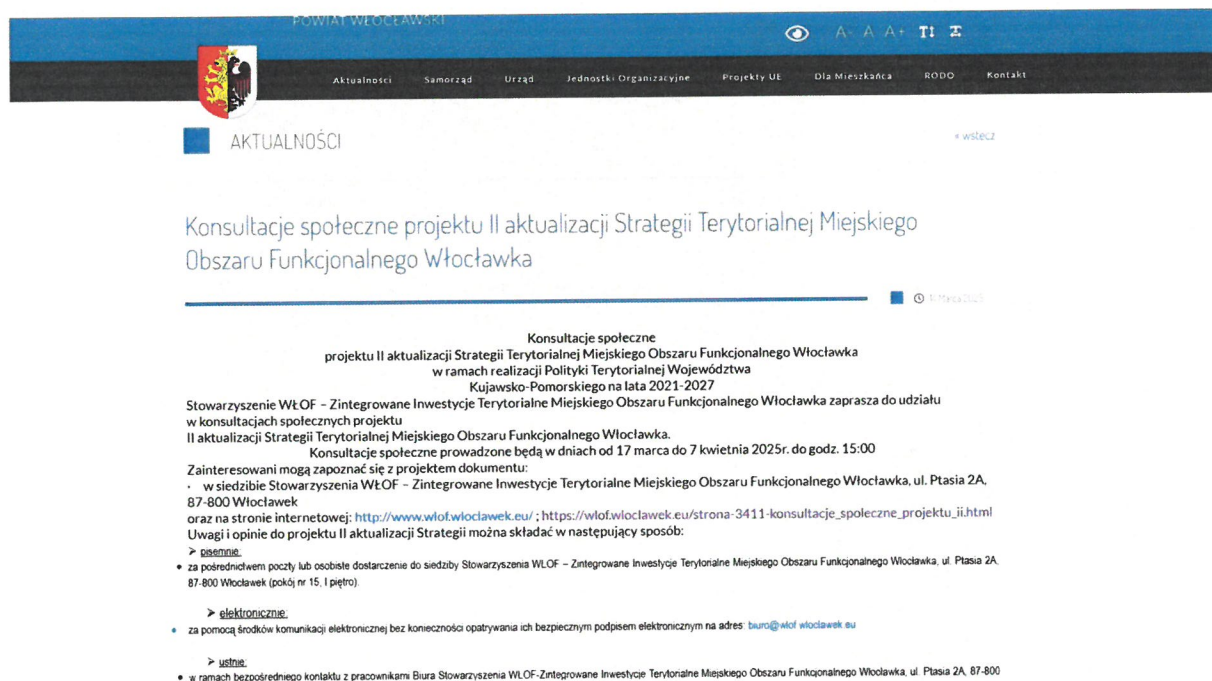 POWIAT WŁOCŁAWSKI
A- A A+
Aktualności Samorząd Urząd Jednostki Organizacyjne Projekty UE Dla Mieszkańca RODO Kontakt
AKTUALNOŚCI
« wstecz
Konsultacje społeczne projektu II aktualizacji Strategii Terytorialnej Miejskiego
Obszaru Funkcjonalnego Włocławka
Marca
Konsultacje społeczne
projektu II aktualizacji Strategii Terytorialnej Miejskiego Obszaru Funkcjonalnego Włocławka
w ramach realizacji Polityki Terytorialnej Województwa
Kujawsko-Pomorskiego na lata 2021-2027
Stowarzyszenie WŁOF – Zintegrowane Inwestycje Terytorialne Miejskiego Obszaru Funkcjonalnego Włocławka zaprasza do udziału
w konsultacjach społecznych projektu
II aktualizacji Strategii Terytorialnej Miejskiego Obszaru Funkcjonalnego Włocławka.
Konsultacje społeczne prowadzone będą w dniach od 17 marca do 7 kwietnia 2025r. do godz. 15:00
Zainteresowani mogą zapoznać się z projektem dokumentu:
· w siedzibie Stowarzyszenia WŁOF – Zintegrowane Inwestycje Terytorialne Miejskiego Obszaru Funkcjonalnego Włocławka, ul. Ptasia 2A,
87-800 Włocławek
oraz na stronie internetowej: http://www.wlof.wloclawek.eu/ ; https://wlof.wloclawek.eu/strona-3411-konsultacje_spoleczne_projektu_ii.html
Uwagi i opinie do projektu II aktualizacji Strategii można składać w następujący sposób:
➢ pisemnie:
• za pośrednictwem poczty lub osobiste dostarczenie do siedziby Stowarzyszenia WŁOF – Zintegrowane Inwestycje Terytorialne Miejskiego Obszaru Funkcjonalnego Włocławka, ul. Ptasia 2A,
87-800 Włocławek (pokój nr 15, I piętro).
➢ elektronicznie:
• za pomocą środków komunikacji elektronicznej bez konieczności opatrywania ich bezpiecznym podpisem elektronicznym na adres: biuro@wlof.wloclawek.eu
➢ ustnie:
• w ramach bezpośredniego kontaktu z pracownikami Biura Stowarzyszenia WŁOF-Zintegrowane Inwestycje Terytorialne Miejskiego Obszaru Funkcjonalnego Włocławka, ul. Ptasia 2A, 87-800